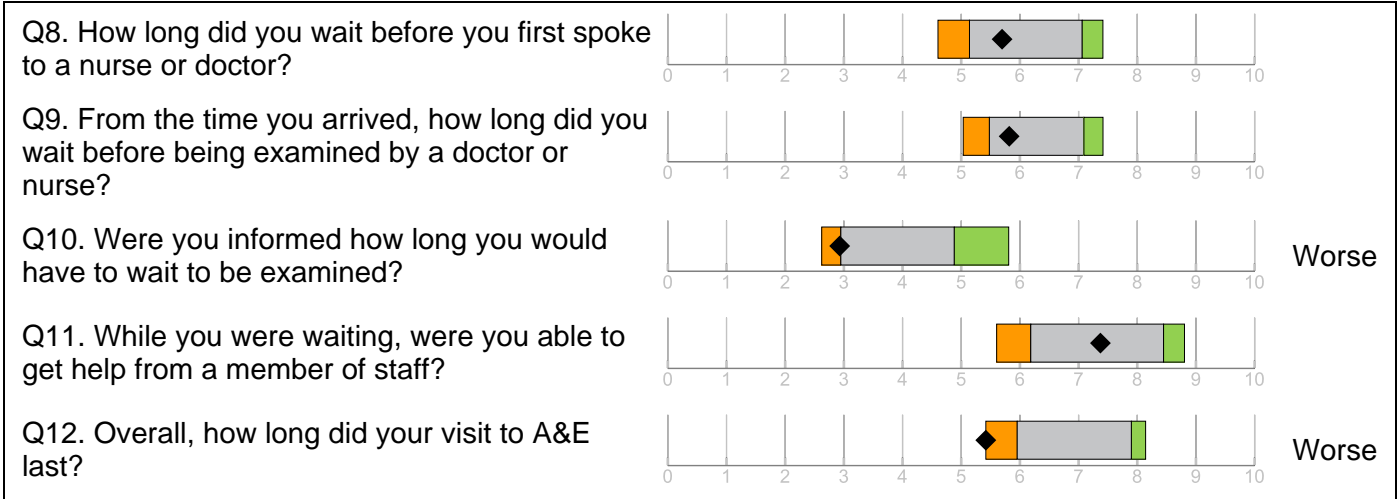 Q8. How long did you wait before you first spoke
to a nurse or doctor?
0 1 2 3 4 5 6 7 8 9 10
Q9. From the time you arrived, how long did you
wait before being examined by a doctor or
nurse?
0 1 2 3 4 5 6 7 8 9 10
Q10. Were you informed how long you would
have to wait to be examined?
0 1 2 3 4 5 6 7 8 9 10
Worse
Q11. While you were waiting, were you able to
get help from a member of staff?
0 1 2 3 4 5 6 7 8 9 10
Q12. Overall, how long did your visit to A&E
last?
0 1 2 3 4 5 6 7 8 9 10
Worse